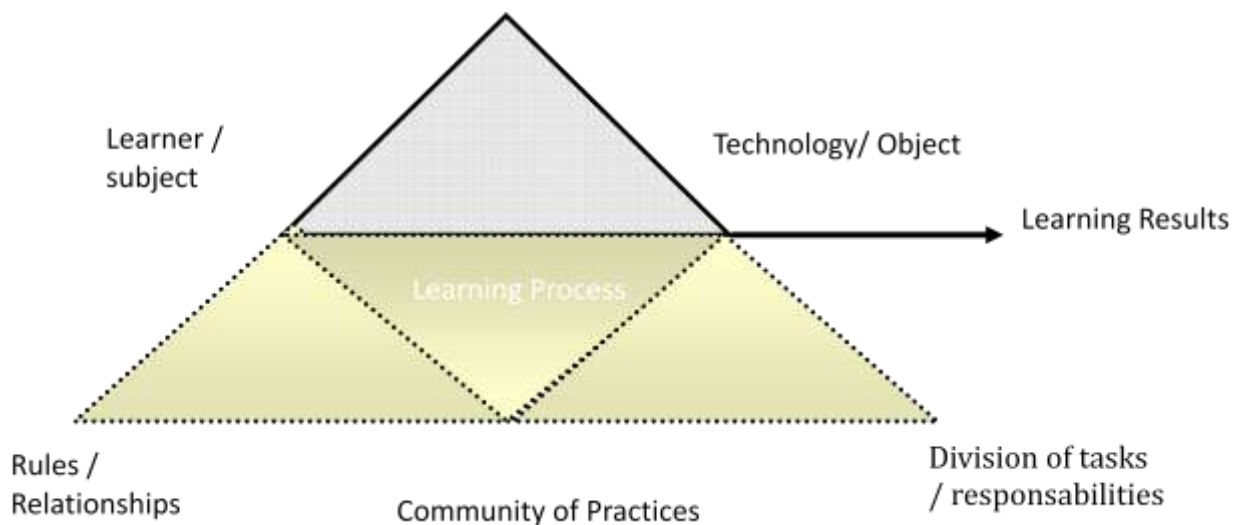 Learner /
subject
Technology/ Object
Learning Results
Learning Process
Rules /
Relationships
Community of Practices
Division of tasks
/ responsabilities